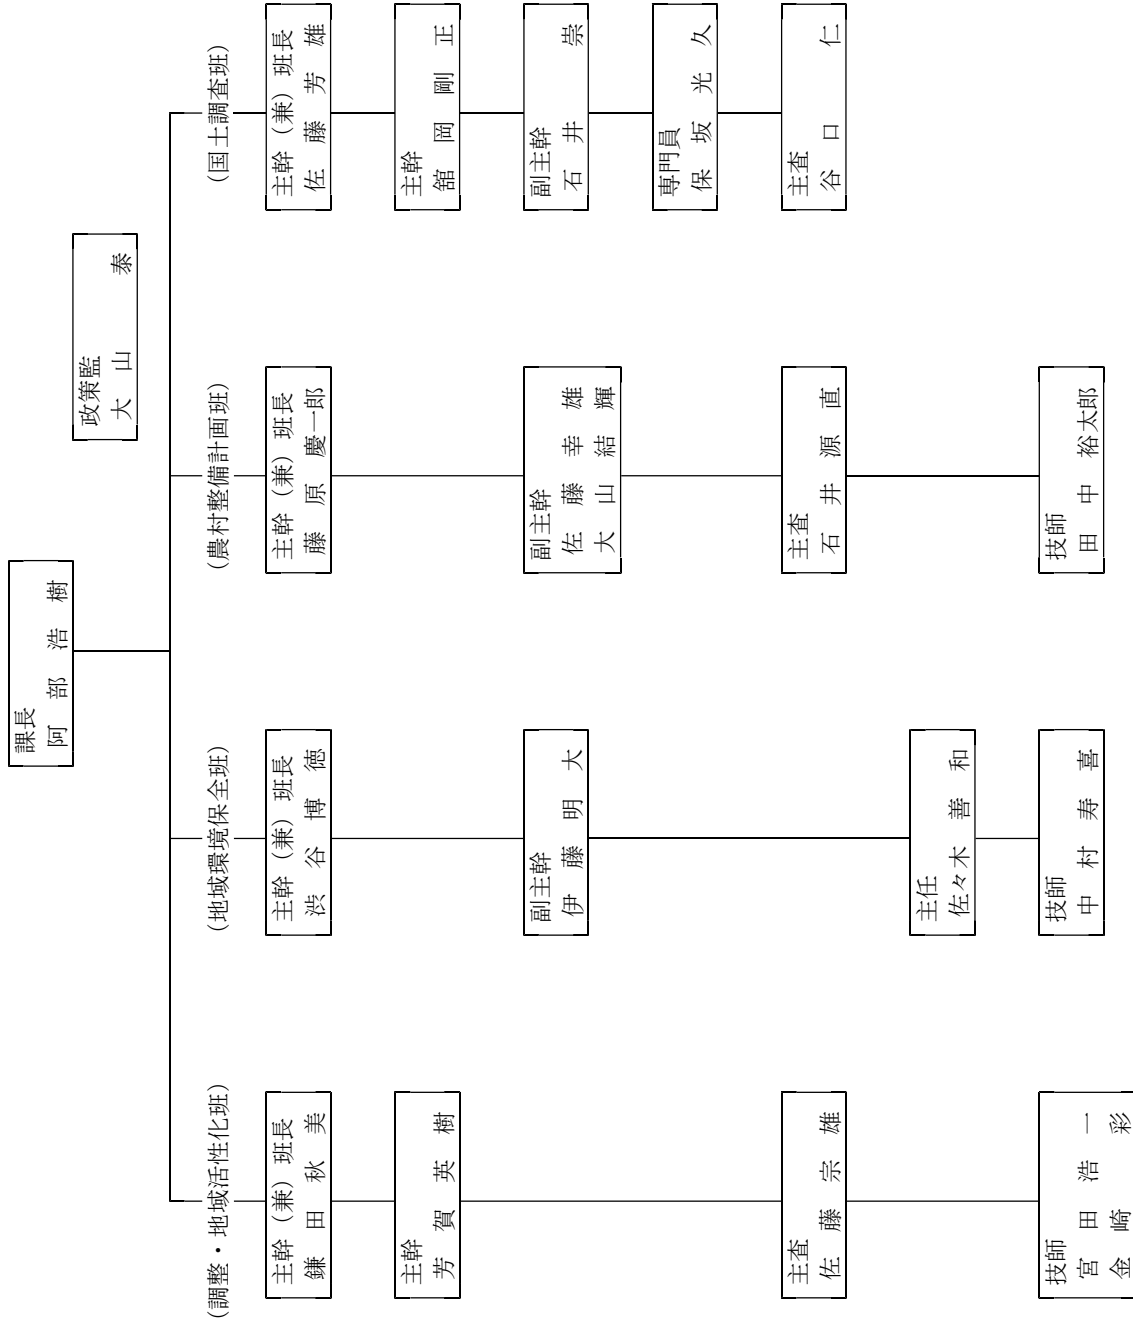 課長
阿部浩樹
政策監
大山泰
(調整・地域活性化班)
主幹(兼)班長
鎌田秋美
主幹
芳賀英樹
主査
佐藤宗雄
技師
宮田浩一
金崎彩
(地域環境保全班)
主幹(兼)班長
渋谷博徳
副主幹
伊藤明大
主任
佐々木善和
技師
中村寿喜
(農村整備計画班)
主幹(兼)班長
藤原慶一郎
副主幹
佐藤幸雄
大山結輝
主査
石井源直
技師
田中裕太郎
(国土調査班)
主幹(兼)班長
佐藤芳雄
主幹
舘岡剛正
副主幹
石井崇
専門員
保坂光久
主査
谷口仁